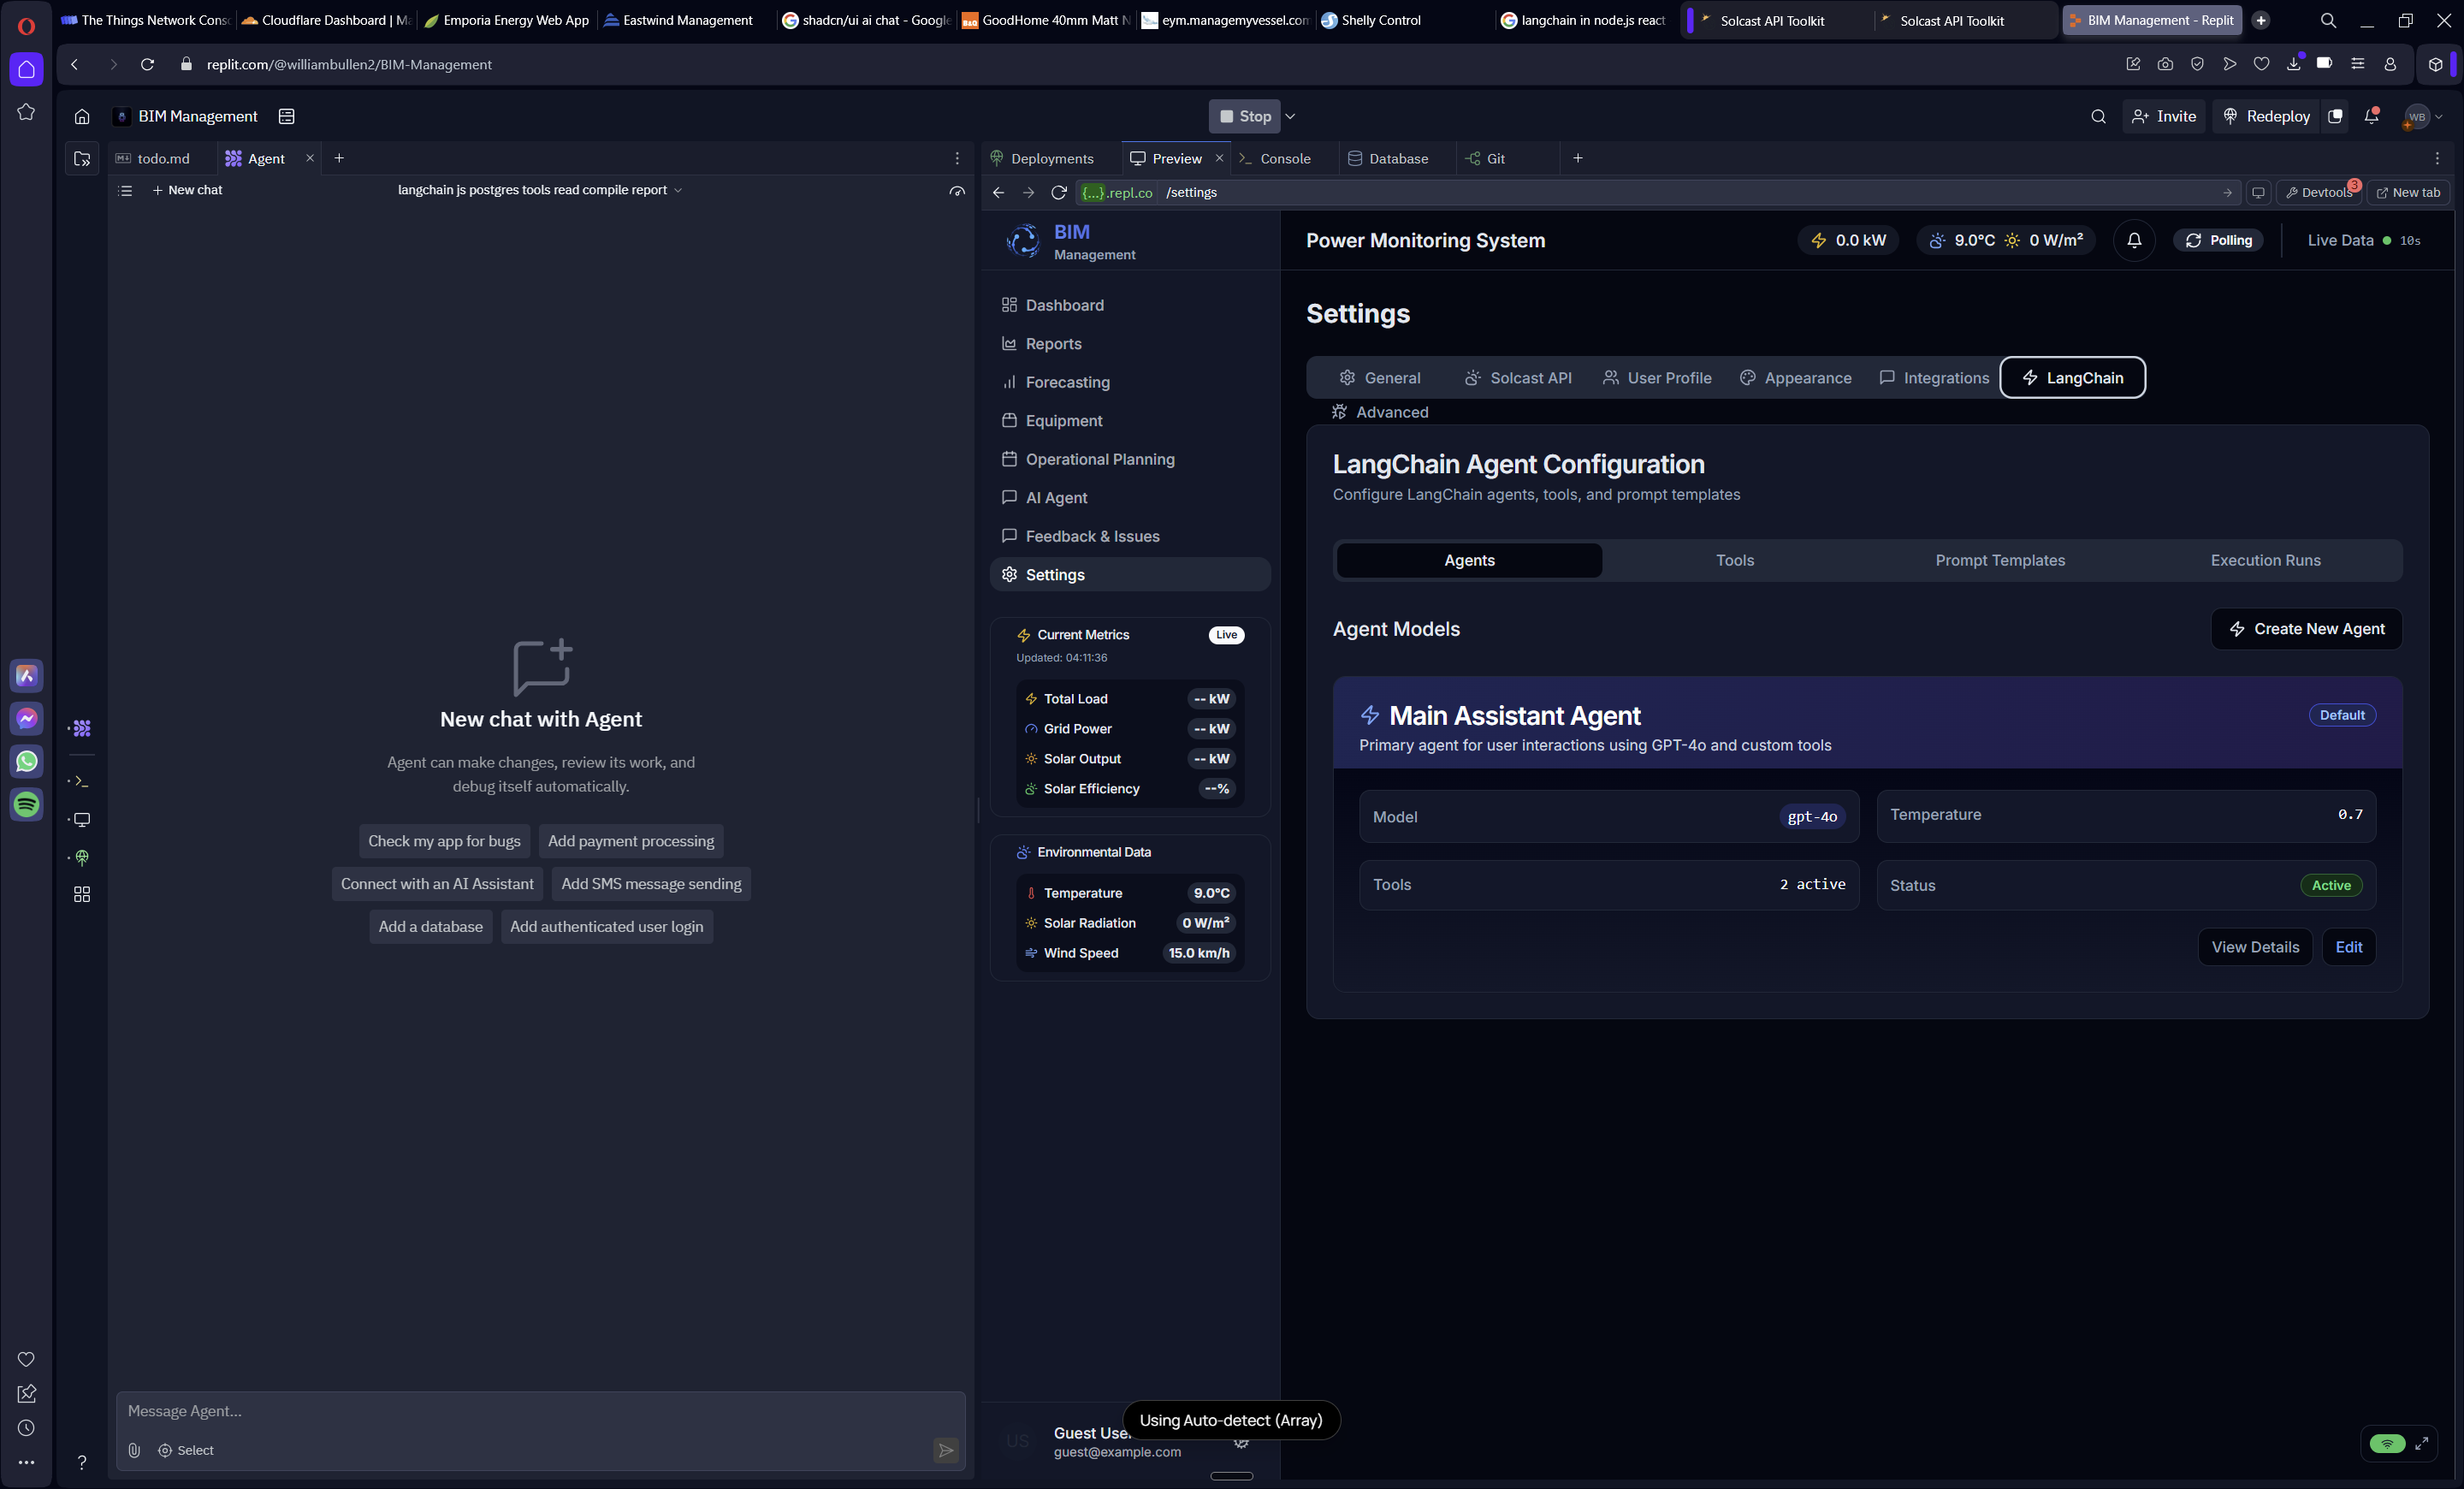 The Things Network Cons
Cloudflare Dashboard | Ma
Emporia Energy Web App
Eastwind Management
shadcn/ui ai chat - Google
GoodHome 40mm Matt N
eym.managemyvessel.com
Shelly Control
langchain in node.js react
Solcast API Toolkit
Solcast API Toolkit
BIM Management - Replit
replit.com/@williambullen2/BIM-Management
BIM Management
Stop
Invite
Redeploy
WB
todo.md
Agent
New chat
langchain js postgres tools read compile report
New chat with Agent
Agent can make changes, review its work, and
debug itself automatically.
Check my app for bugs
Add payment processing
Connect with an AI Assistant
Add SMS message sending
Add a database
Add authenticated user login
Message Agent...
Select
Deployments
Preview
Console
Database
Git
{...}.repl.co
/settings
Devtools
3
New tab
BIM
Management
Dashboard
Reports
Forecasting
Equipment
Operational Planning
AI Agent
Feedback & Issues
Settings
Current Metrics
Live
Updated: 04:11:36
Total Load
-- kW
Grid Power
-- kW
Solar Output
-- kW
Solar Efficiency
--%
Environmental Data
Temperature
9.0°C
Solar Radiation
0 W/m²
Wind Speed
15.0 km/h
US
Guest Use
guest@example.com
Using Auto-detect (Array)
Power Monitoring System
0.0 kW
9.0°C
0 W/m²
Polling
Live Data
10s
Settings
General
Solcast API
User Profile
Appearance
Integrations
LangChain
Advanced
LangChain Agent Configuration
Configure LangChain agents, tools, and prompt templates
Agents
Tools
Prompt Templates
Execution Runs
Agent Models
Create New Agent
Main Assistant Agent
Default
Primary agent for user interactions using GPT-4o and custom tools
Model
gpt-4o
Temperature
0.7
Tools
2 active
Status
Active
View Details
Edit